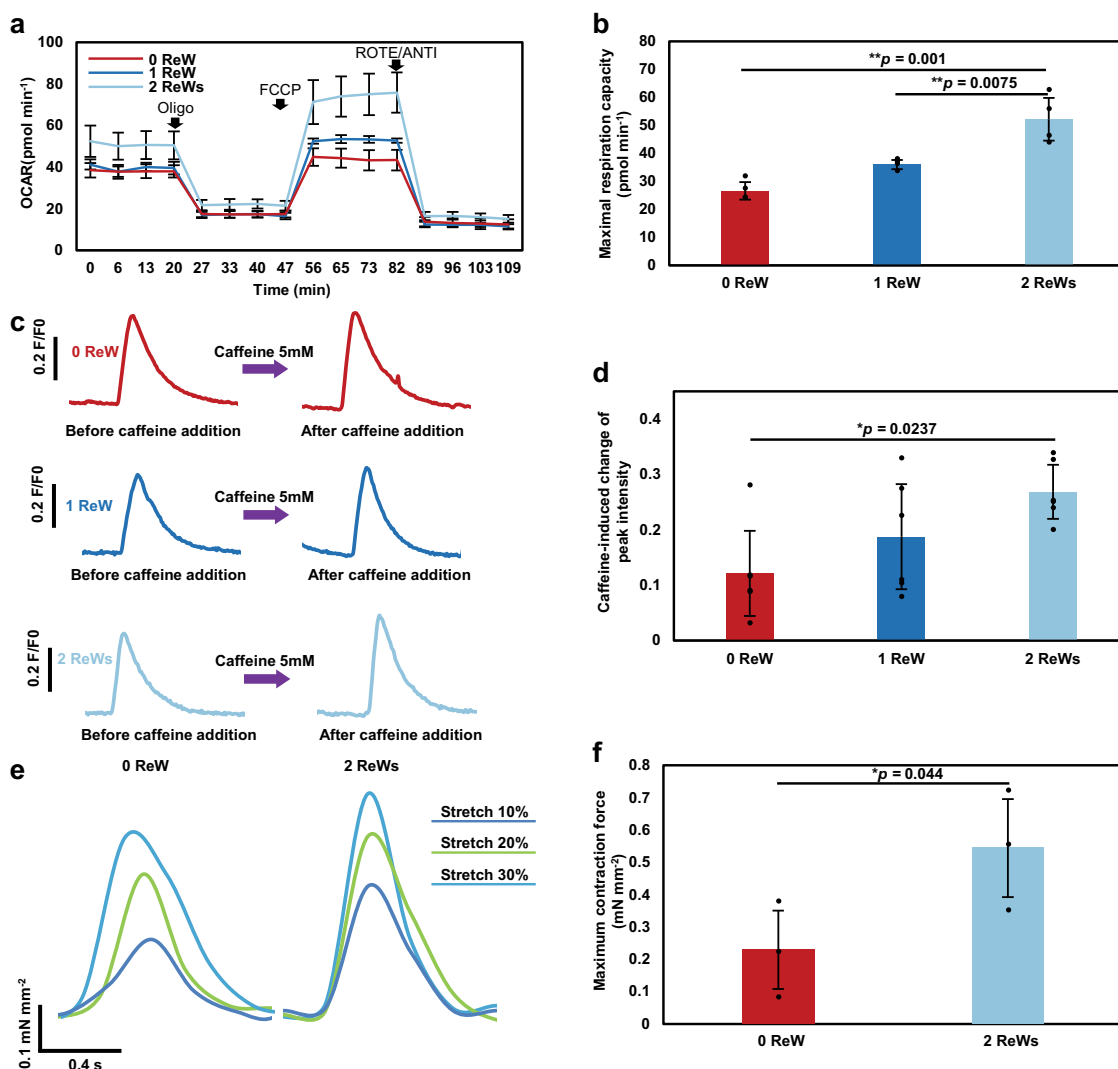 a
100
80
60
40
20
0
OCAR(pmol min⁻¹)
0 ReW
1 ReW
2 ReWs
Oligo
FCCP
ROTE/ANTI
0 6 13 20 27 33 40 47 56 65 73 82 89 96 103 109
Time (min)
b
80
70
60
50
40
30
20
10
0
Maximal respiration capacity
(pmol min⁻¹)
**p = 0.001
**p = 0.0075
0 ReW 1 ReW 2 ReWs
c
0.2 F/F0
0 ReW
Caffeine 5mM
Before caffeine addition
After caffeine addition
0.2 F/F0
1 ReW
Caffeine 5mM
Before caffeine addition
After caffeine addition
0.2 F/F0
2 ReWs
Caffeine 5mM
Before caffeine addition
After caffeine addition
d
0.4
0.3
0.2
0.1
0
Caffeine-induced change of
peak intensity
*p = 0.0237
0 ReW 1 ReW 2 ReWs
e
0 ReW
2 ReWs
Stretch 10%
Stretch 20%
Stretch 30%
0.1 mN mm⁻²
0.4 s
f
0.8
0.7
0.6
0.5
0.4
0.3
0.2
0.1
0
Maximum contraction force
(mN mm⁻²)
*p = 0.044
0 ReW 2 ReWs